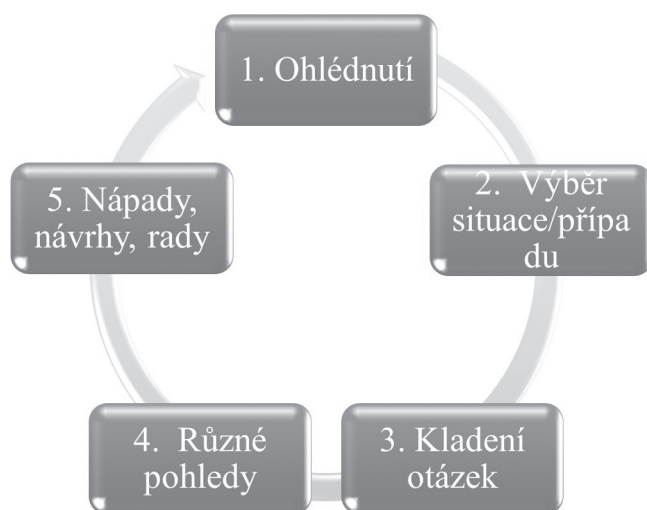 1. Ohlédnutí
2. Výběr
situace/přípa
du
3. Kladení
otázek
4. Různé
pohledy
5. Nápady,
návrhy, rady